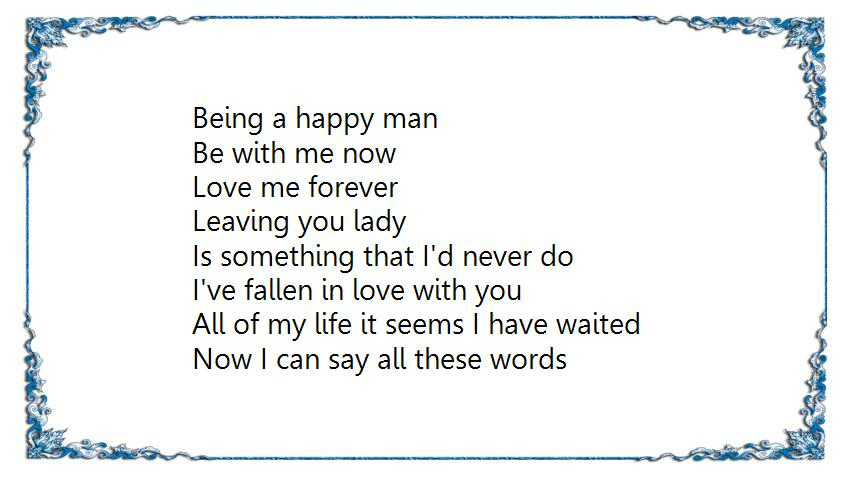 Being a happy man
Be with me now
Love me forever
Leaving you lady
Is something that I'd never do
I've fallen in love with you
All of my life it seems I have waited
Now I can say all these words